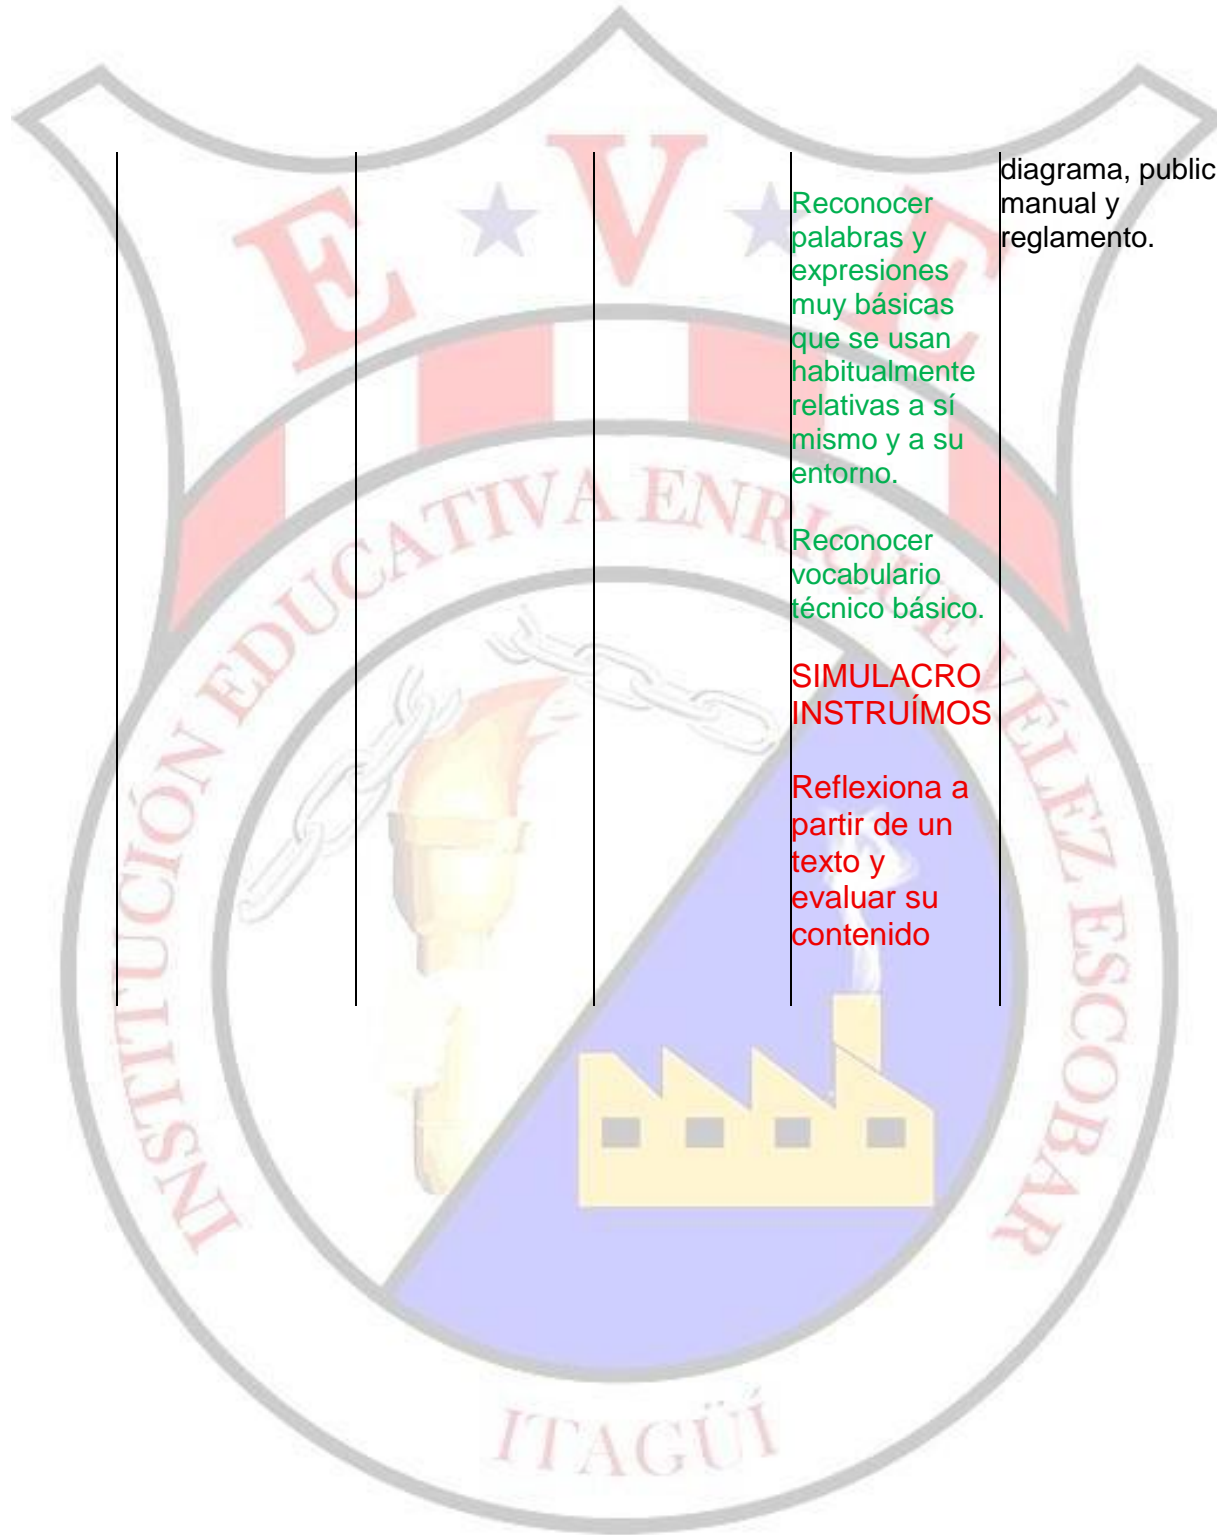 E V E
INSTITUCIÓN EDUCATIVA ENRIQUE VÉLEZ ESCOBAR
ITAGÜÍ
Reconocer
palabras y
expresiones
muy básicas
que se usan
habitualmente
relativas a sí
mismo y a su
entorno.
Reconocer
vocabulario
técnico básico.
SIMULACRO
INSTRUÍMOS
Reflexiona a
partir de un
texto y
evaluar su
contenido
diagrama, public
manual y
reglamento.